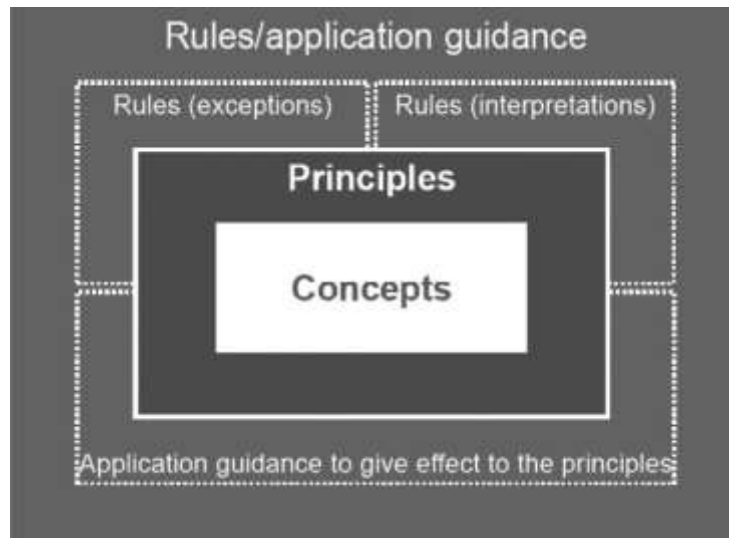 Rules/application guidance
Rules (exceptions)
Rules (interpretations)
Principles
Concepts
Application guidance to give effect to the principles